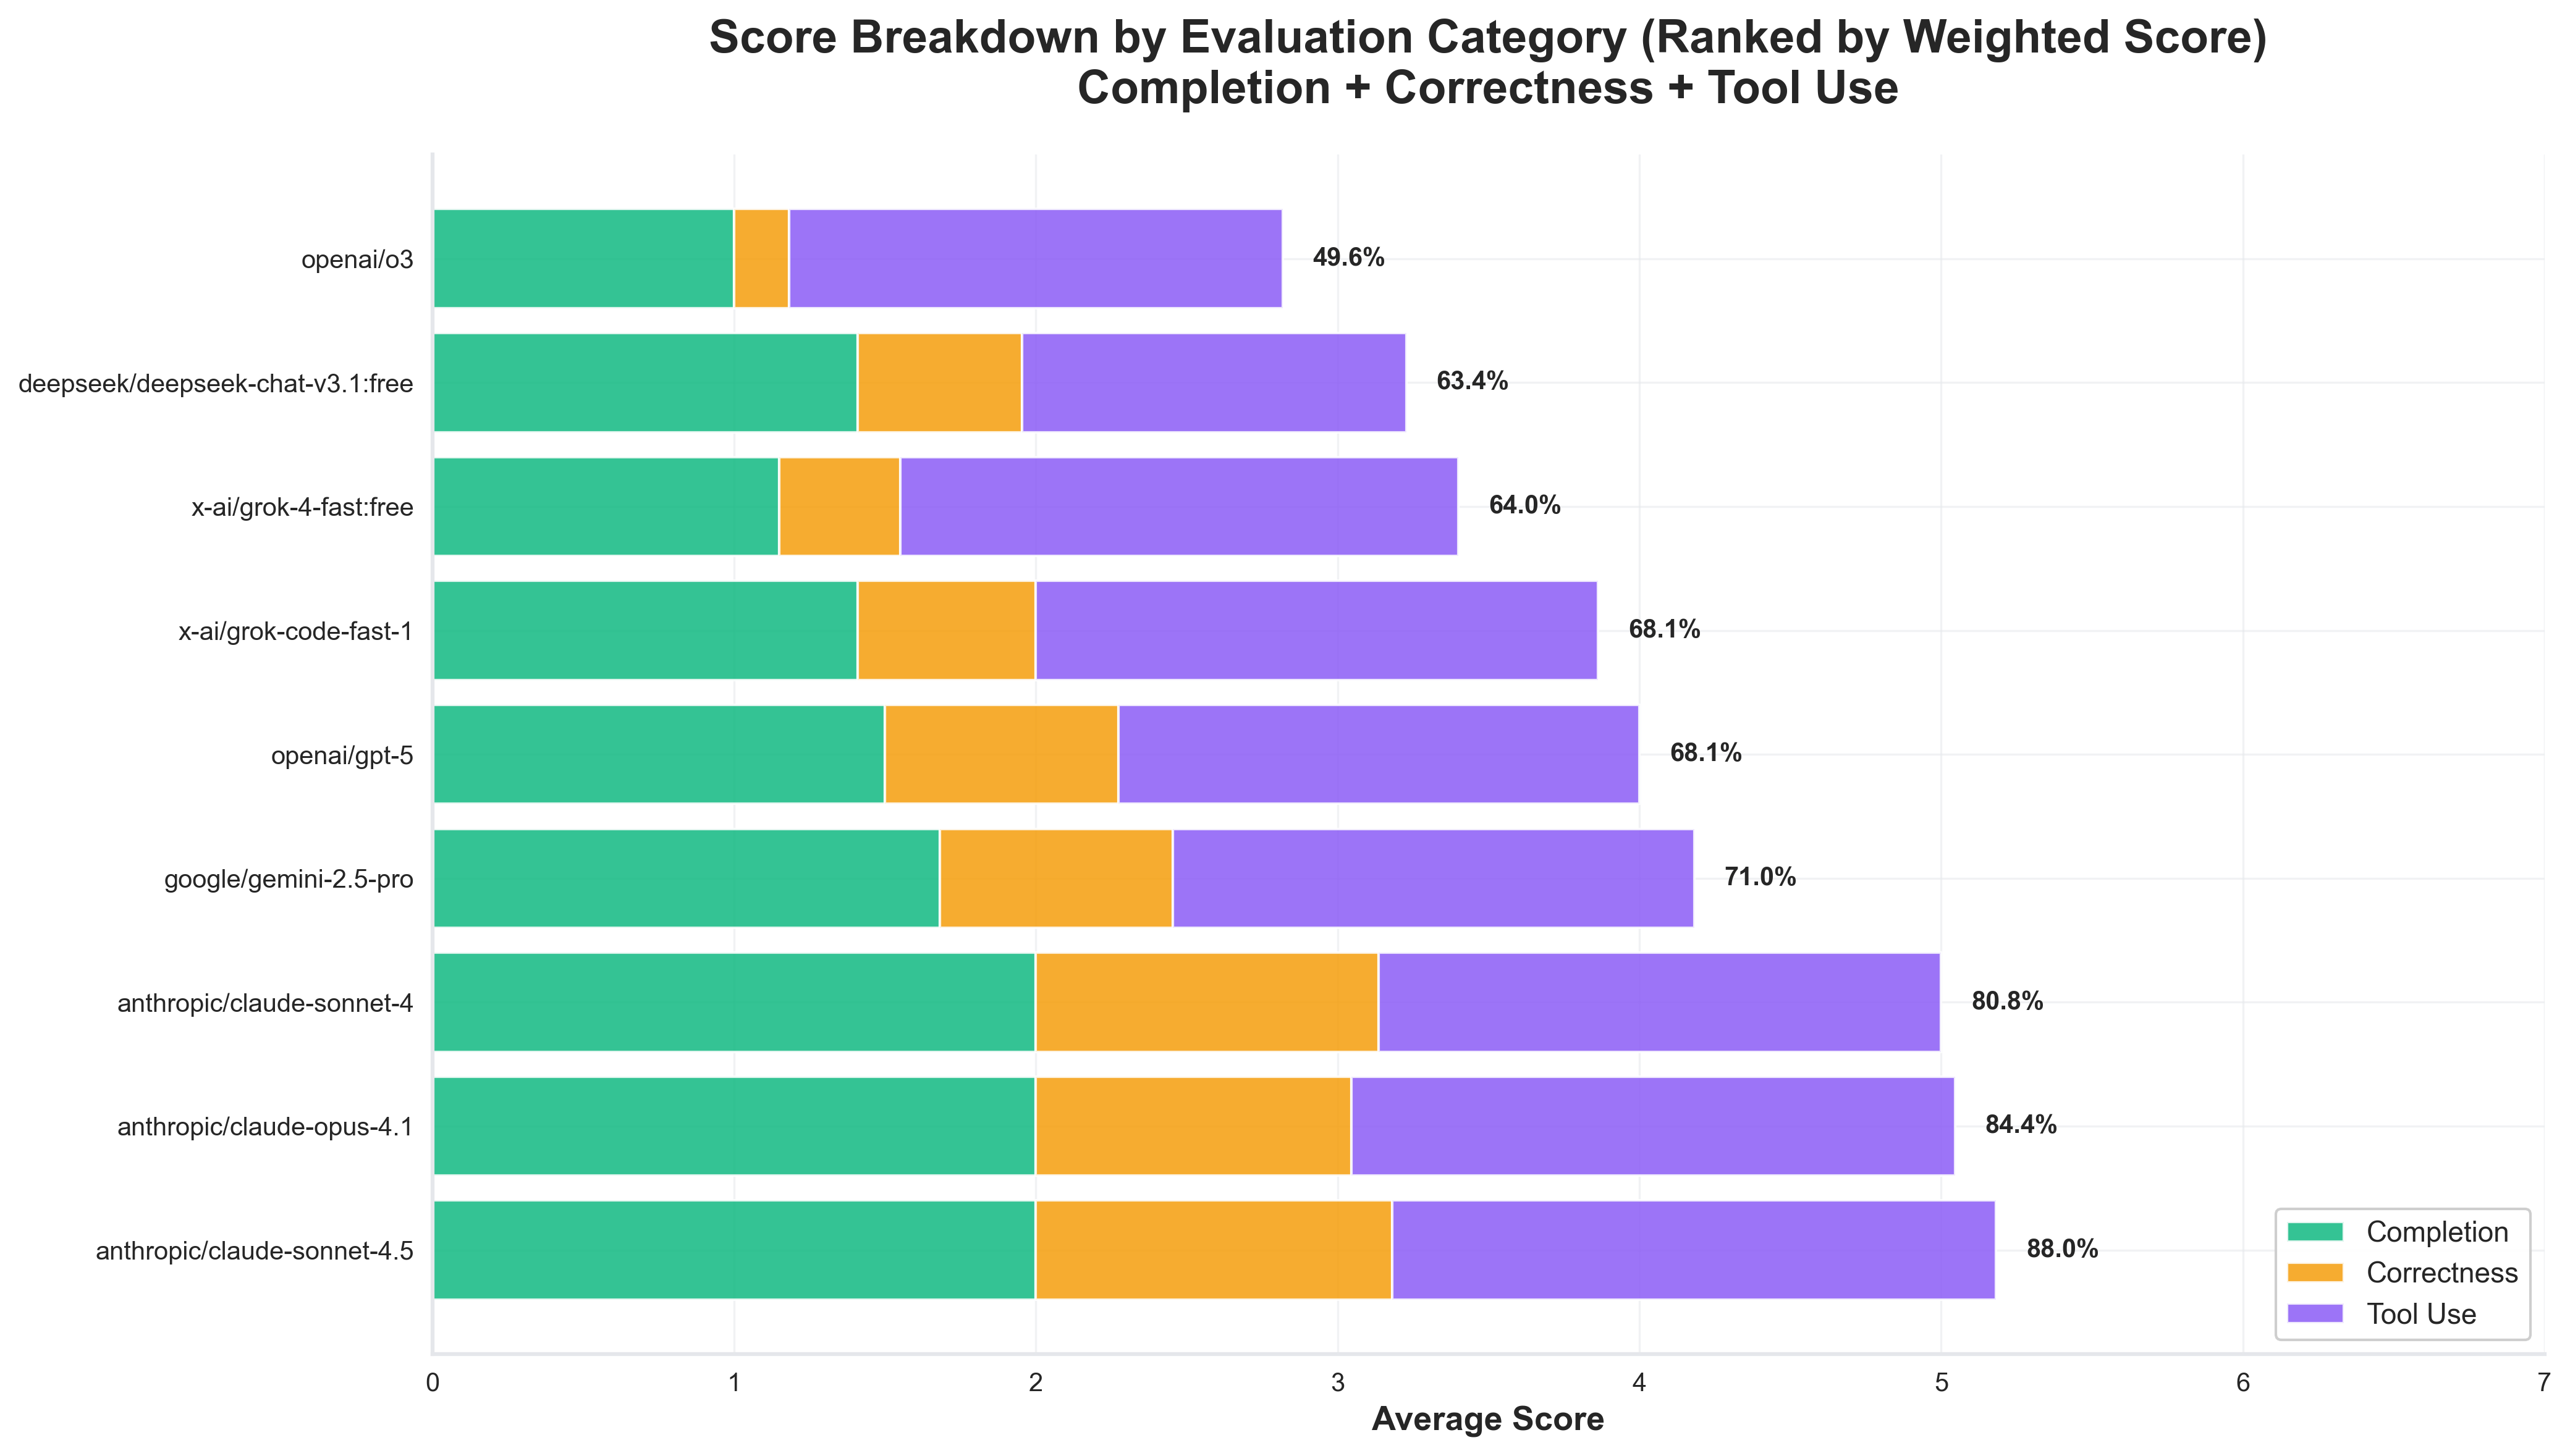 Score Breakdown by Evaluation Category (Ranked by Weighted Score)
Completion + Correctness + Tool Use
openai/o3
49.6%
deepseek/deepseek-chat-v3.1:free
63.4%
x-ai/grok-4-fast:free
64.0%
x-ai/grok-code-fast-1
68.1%
openai/gpt-5
68.1%
google/gemini-2.5-pro
71.0%
anthropic/claude-sonnet-4
80.8%
anthropic/claude-opus-4.1
84.4%
anthropic/claude-sonnet-4.5
88.0%
Completion
Correctness
Tool Use
0 1 2 3 4 5 6 7
Average Score